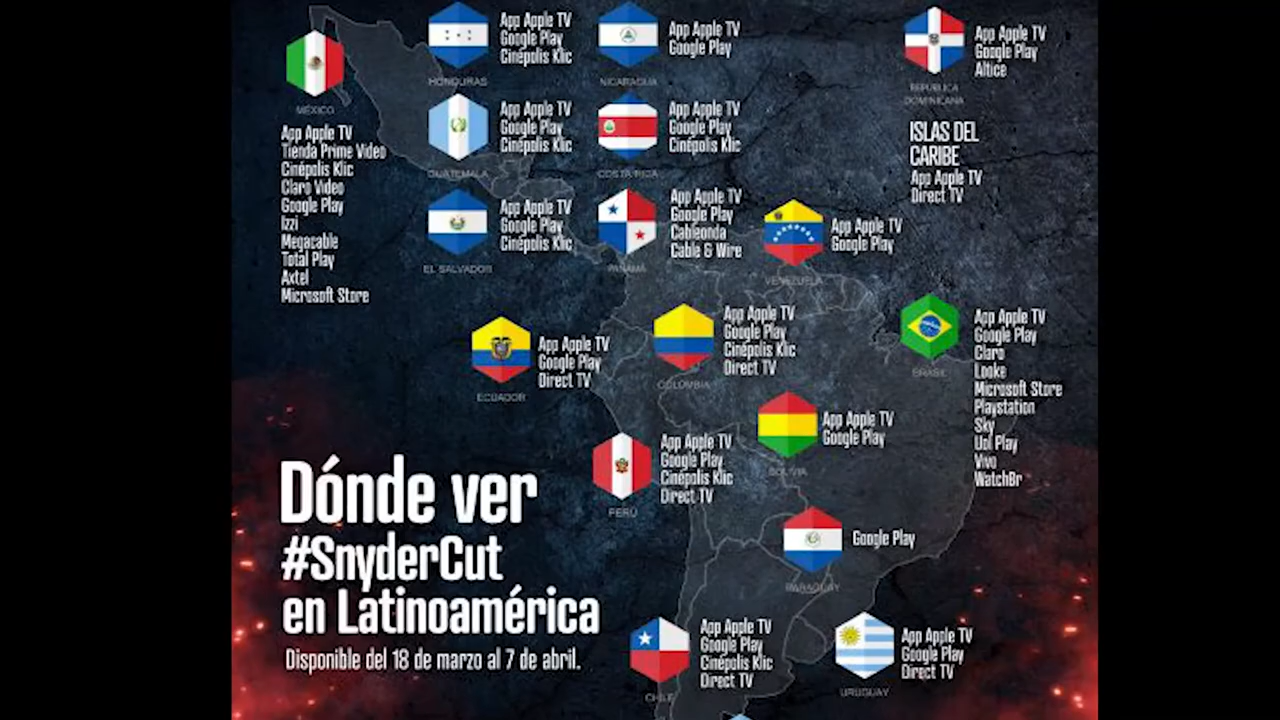 MÉXICO
App Apple TV
Tienda Prime Video
Cinépolis Klic
Claro Video
Google Play
Izzi
Megacable
Total Play
Axtel
Microsoft Store
HONDURAS
App Apple TV
Google Play
Cinépolis Klic
NICARAGUA
App Apple TV
Google Play
REPÚBLICA
DOMINICANA
App Apple TV
Google Play
Altice
GUATEMALA
App Apple TV
Google Play
Cinépolis Klic
COSTA RICA
App Apple TV
Google Play
Cinépolis Klic
ISLAS DEL
CARIBE
App Apple TV
Direct TV
EL SALVADOR
App Apple TV
Google Play
Cinépolis Klic
PANAMÁ
App Apple TV
Google Play
Cableonda
Cable & Wire
VENEZUELA
App Apple TV
Google Play
ECUADOR
App Apple TV
Google Play
Direct TV
COLOMBIA
App Apple TV
Google Play
Cinépolis Klic
Direct TV
BRASIL
App Apple TV
Google Play
Claro
Looke
Microsoft Store
Playstation
Sky
Uol Play
Vivo
WatchBr
BOLIVIA
App Apple TV
Google Play
PERÚ
App Apple TV
Google Play
Cinépolis Klic
Direct TV
PARAGUAY
Google Play
CHILE
App Apple TV
Google Play
Cinépolis Klic
Direct TV
URUGUAY
App Apple TV
Google Play
Direct TV
Dónde ver
#SnyderCut
en Latinoamérica
Disponible del 18 de marzo al 7 de abril.